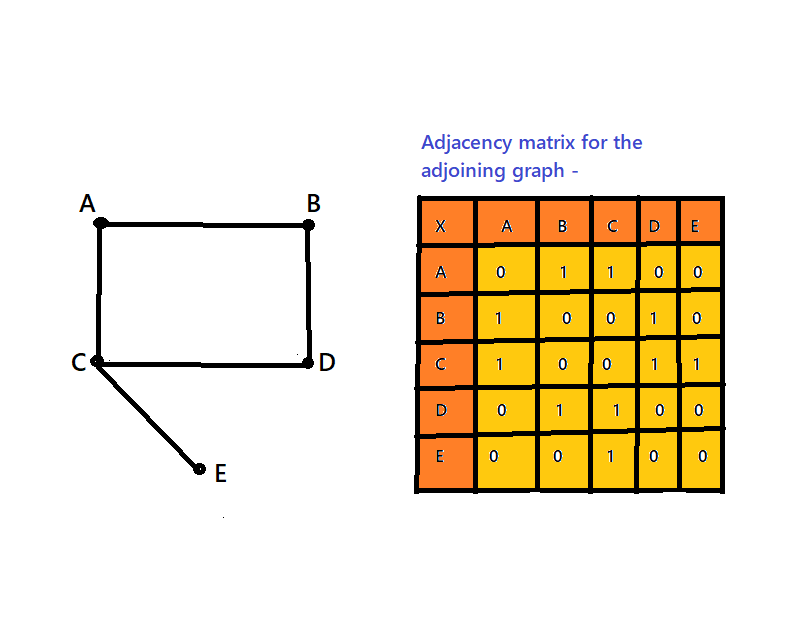 Adjacency matrix for the
adjoining graph -
A B
C D
E
X A B C D E
A 0 1 1 0 0
B 1 0 0 1 0
C 1 0 0 1 1
D 0 1 1 0 0
E 0 0 1 0 0